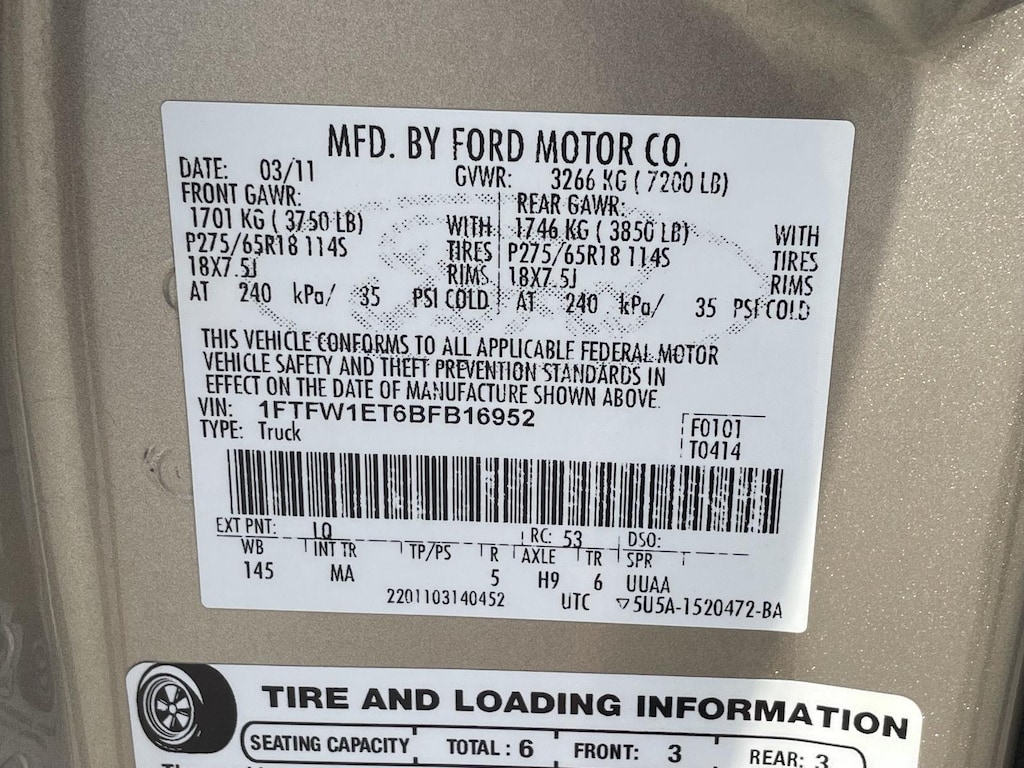 MFD. BY FORD MOTOR CO.
DATE: 03/11 GVWR: 3266 KG ( 7200 LB)
FRONT GAWR: REAR GAWR:
1701 KG ( 3750 LB) WITH 1746 KG ( 3850 LB) WITH
P275/65R18 114S TIRES P275/65R18 114S TIRES
18X7.5J RIMS 18X7.5J RIMS
AT 240 kPa/ 35 PSI COLD AT 240 kPa/ 35 PSI COLD
THIS VEHICLE CONFORMS TO ALL APPLICABLE FEDERAL MOTOR
VEHICLE SAFETY AND THEFT PREVENTION STANDARDS IN
EFFECT ON THE DATE OF MANUFACTURE SHOWN ABOVE.
VIN: 1FTFW1ET6BFB16952
TYPE: Truck
F0101
T0414
EXT PNT: LQ RC: 53 DSO:
WB INT TR TP/PS R AXLE TR SPR
145 MA 5 H9 6 UUAA
2201103140452 UTC ▽5U5A-1520472-BA
TIRE AND LOADING INFORMATION
SEATING CAPACITY TOTAL : 6 FRONT: 3 REAR: 3